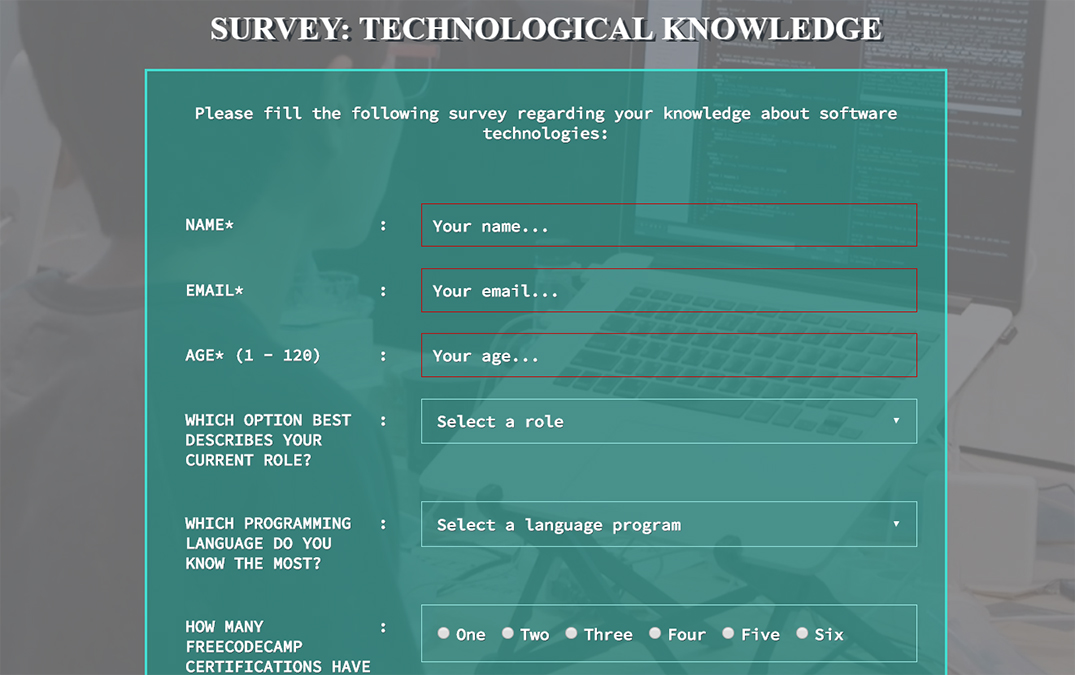 SURVEY: TECHNOLOGICAL KNOWLEDGE
Please fill the following survey regarding your knowledge about software
technologies:
NAME* : Your name...
EMAIL* : Your email...
AGE* (1 - 120) : Your age...
WHICH OPTION BEST : Select a role
DESCRIBES YOUR
CURRENT ROLE?
WHICH PROGRAMMING : Select a language program
LANGUAGE DO YOU
KNOW THE MOST?
HOW MANY : One Two Three Four Five Six
FREECODECAMP
CERTIFICATIONS HAVE